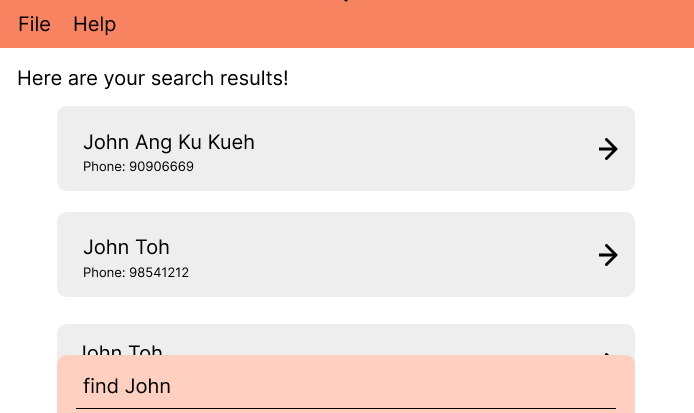 File Help
Here are your search results!
John Ang Ku Kueh
Phone: 90906669
John Toh
Phone: 98541212
John Toh
find John